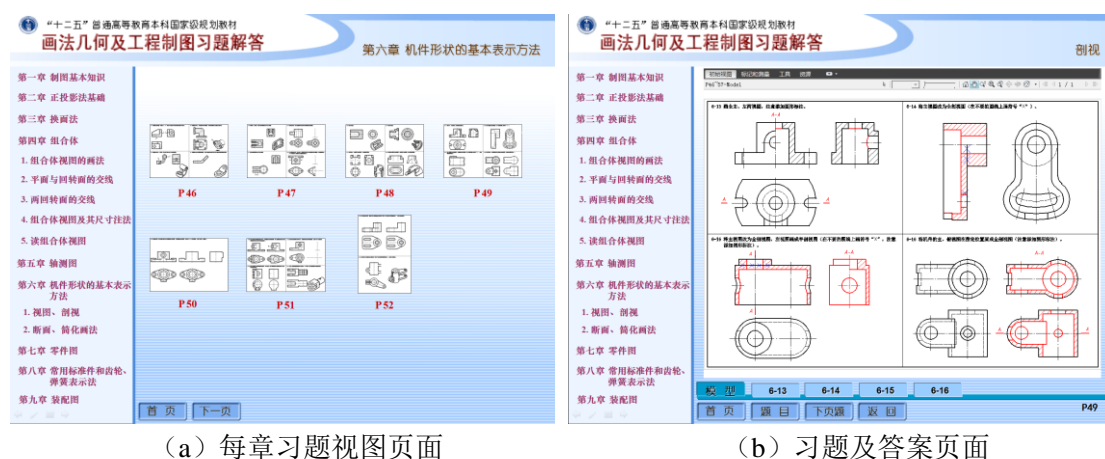 “十二五”普通高等教育本科国家级规划教材
画法几何及工程制图习题解答
第六章 机件形状的基本表示方法
第一章 制图基本知识
第二章 正投影法基础
第三章 换面法
第四章 组合体
1. 组合体视图的画法
2. 平面与回转面的交线
3. 两回转面的交线
4. 组合体视图及其尺寸注法
5. 读组合体视图
第五章 轴测图
第六章 机件形状的基本表示
方法
1. 视图、剖视
2. 断面、简化画法
第七章 零件图
第八章 常用标准件和齿轮、
弹簧表示法
第九章 装配图
P 46
P 47
P 48
P 49
P 50
P 51
P 52
首 页
下一页
(a) 每章习题视图页面
“十二五”普通高等教育本科国家级规划教材
画法几何及工程制图习题解答
剖视
第一章 制图基本知识
第二章 正投影法基础
第三章 换面法
第四章 组合体
1. 组合体视图的画法
2. 平面与回转面的交线
3. 两回转面的交线
4. 组合体视图及其尺寸注法
5. 读组合体视图
第五章 轴测图
第六章 机件形状的基本表示
方法
1. 视图、剖视
2. 断面、简化画法
第七章 零件图
第八章 常用标准件和齿轮、
弹簧表示法
第九章 装配图
工具
A-A
A
A
A-A
A
A
A-A
A
A
模 型
6-13
6-14
6-15
6-16
首 页
题 目
下页题
返 回
P49
(b) 习题及答案页面